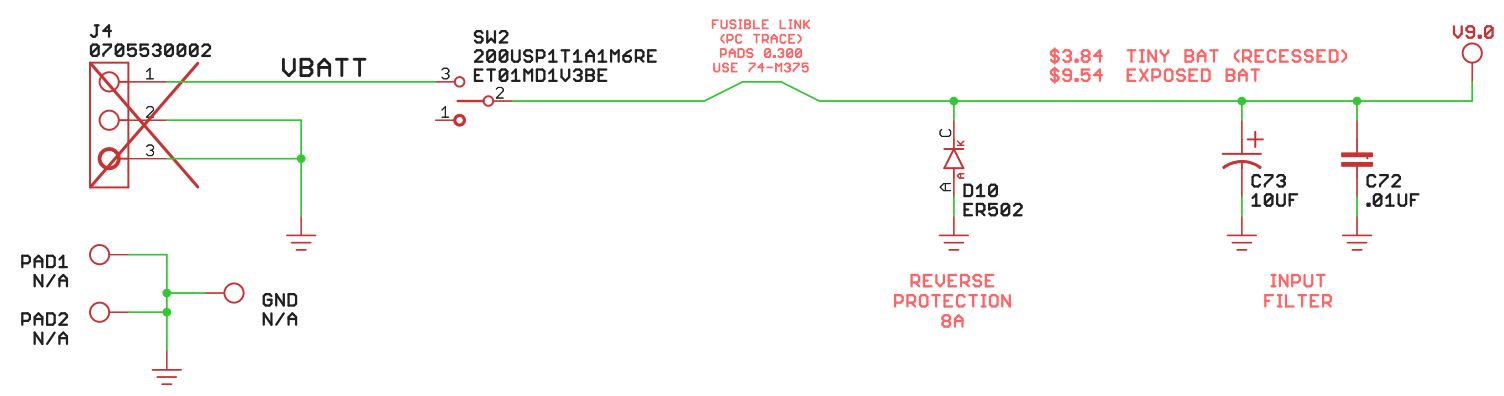 J4
0705530002
1
2
3
VBATT
SW2
200USP1T1A1M6RE
ET01MD1V3BE
3
2
1
FUSIBLE LINK
(PC TRACE)
PADS 0.300
USE 74-M375
$3.84 TINY BAT (RECESSED)
$9.54 EXPOSED BAT
V9.0
C
K
A
A
D10
ER502
+
C73
10UF
C72
.01UF
REVERSE
PROTECTION
8A
INPUT
FILTER
PAD1
N/A
PAD2
N/A
GND
N/A